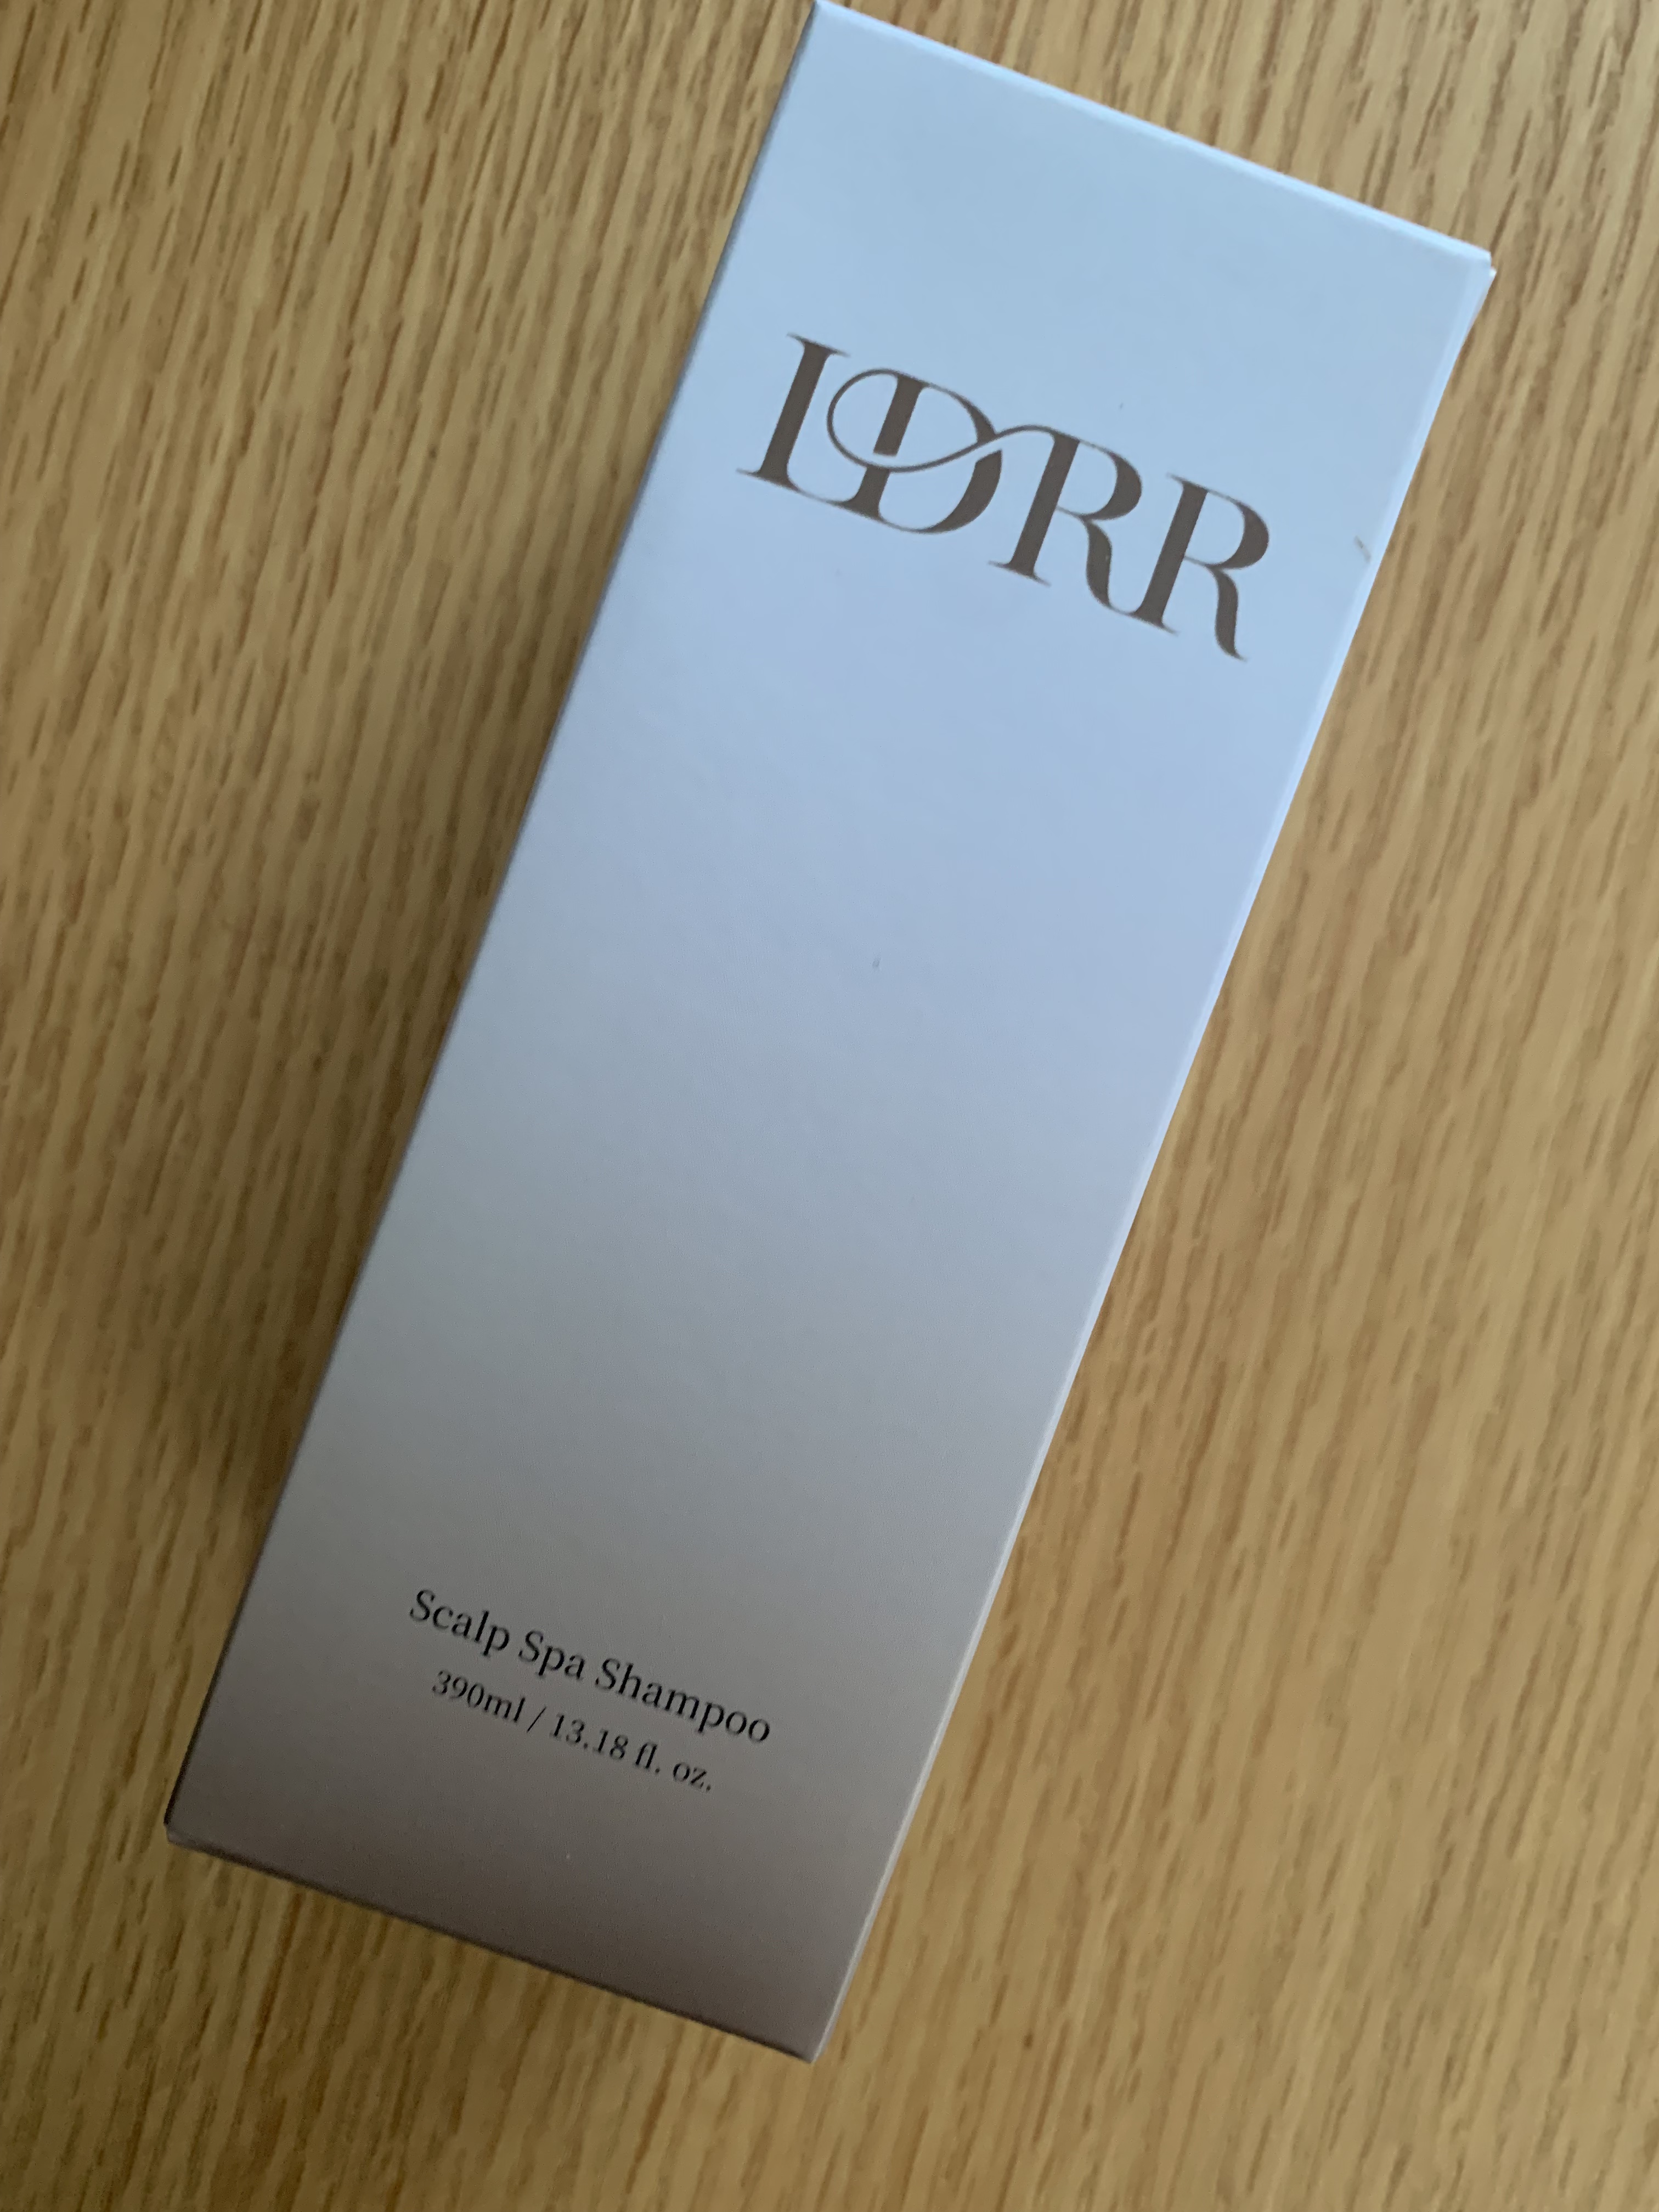 LDRR
Scalp Spa Shampoo
390ml / 13.18 fl. oz.